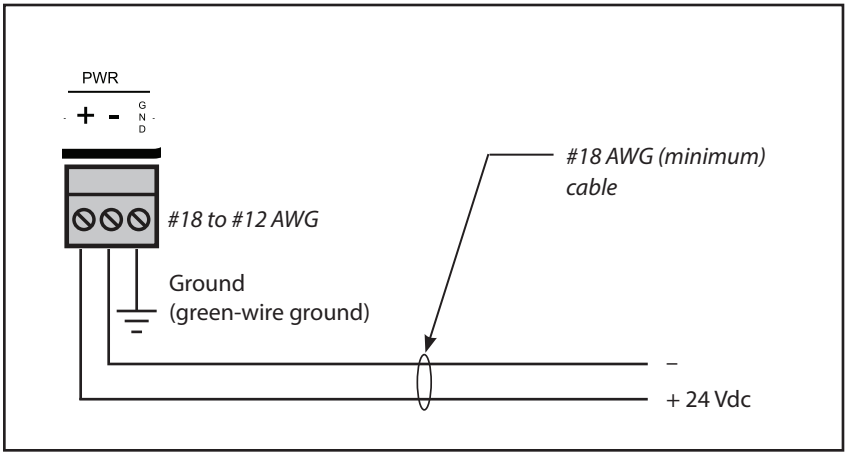 PWR
+ - GND
#18 AWG (minimum)
cable
#18 to #12 AWG
Ground
(green-wire ground)
–
+ 24 Vdc